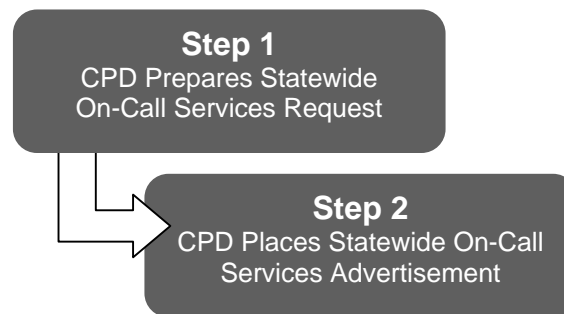 Step 1
CPD Prepares Statewide
On-Call Services Request
Step 2
CPD Places Statewide On-Call
Services Advertisement